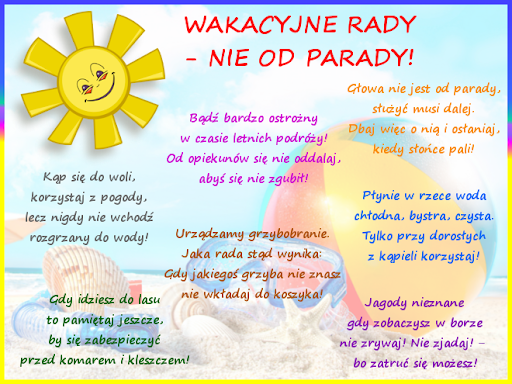 WAKACYJNE RADY
- NIE OD PARADY!
Głowa nie jest od parady,
służyć musi dalej.
Dbaj więc o nią i osłaniaj,
kiedy słońce pali!
Bądź bardzo ostrożny
w czasie letnich podróży!
Od opiekunów się nie oddalaj,
abyś się nie zgubił!
Kąp się do woli,
korzystaj z pogody,
lecz nigdy nie wchodź
rozgrzany do wody!
Płynie w rzece woda
chłodna, bystra, czysta.
Tylko przy dorosłych
z kąpieli korzystaj!
Urządzamy grzybobranie.
Jaka rada stąd wynika:
Gdy jakiegoś grzyba nie znasz
nie wkładaj do koszyka!
Gdy idziesz do lasu
to pamiętaj jeszcze,
by się zabezpieczyć
przed komarem i kleszczem!
Jagody nieznane
gdy zobaczysz w borze
nie zrywaj! Nie zjadaj! –
bo zatruć się możesz!